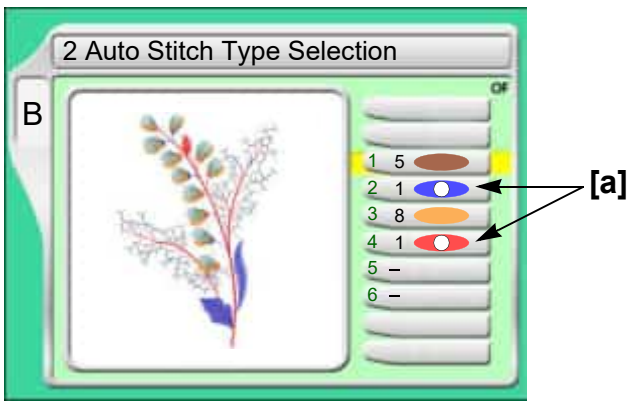 2 Auto Stitch Type Selection
B
OF
1 5
2 1
[a]
3 8
4 1
5 –
6 –